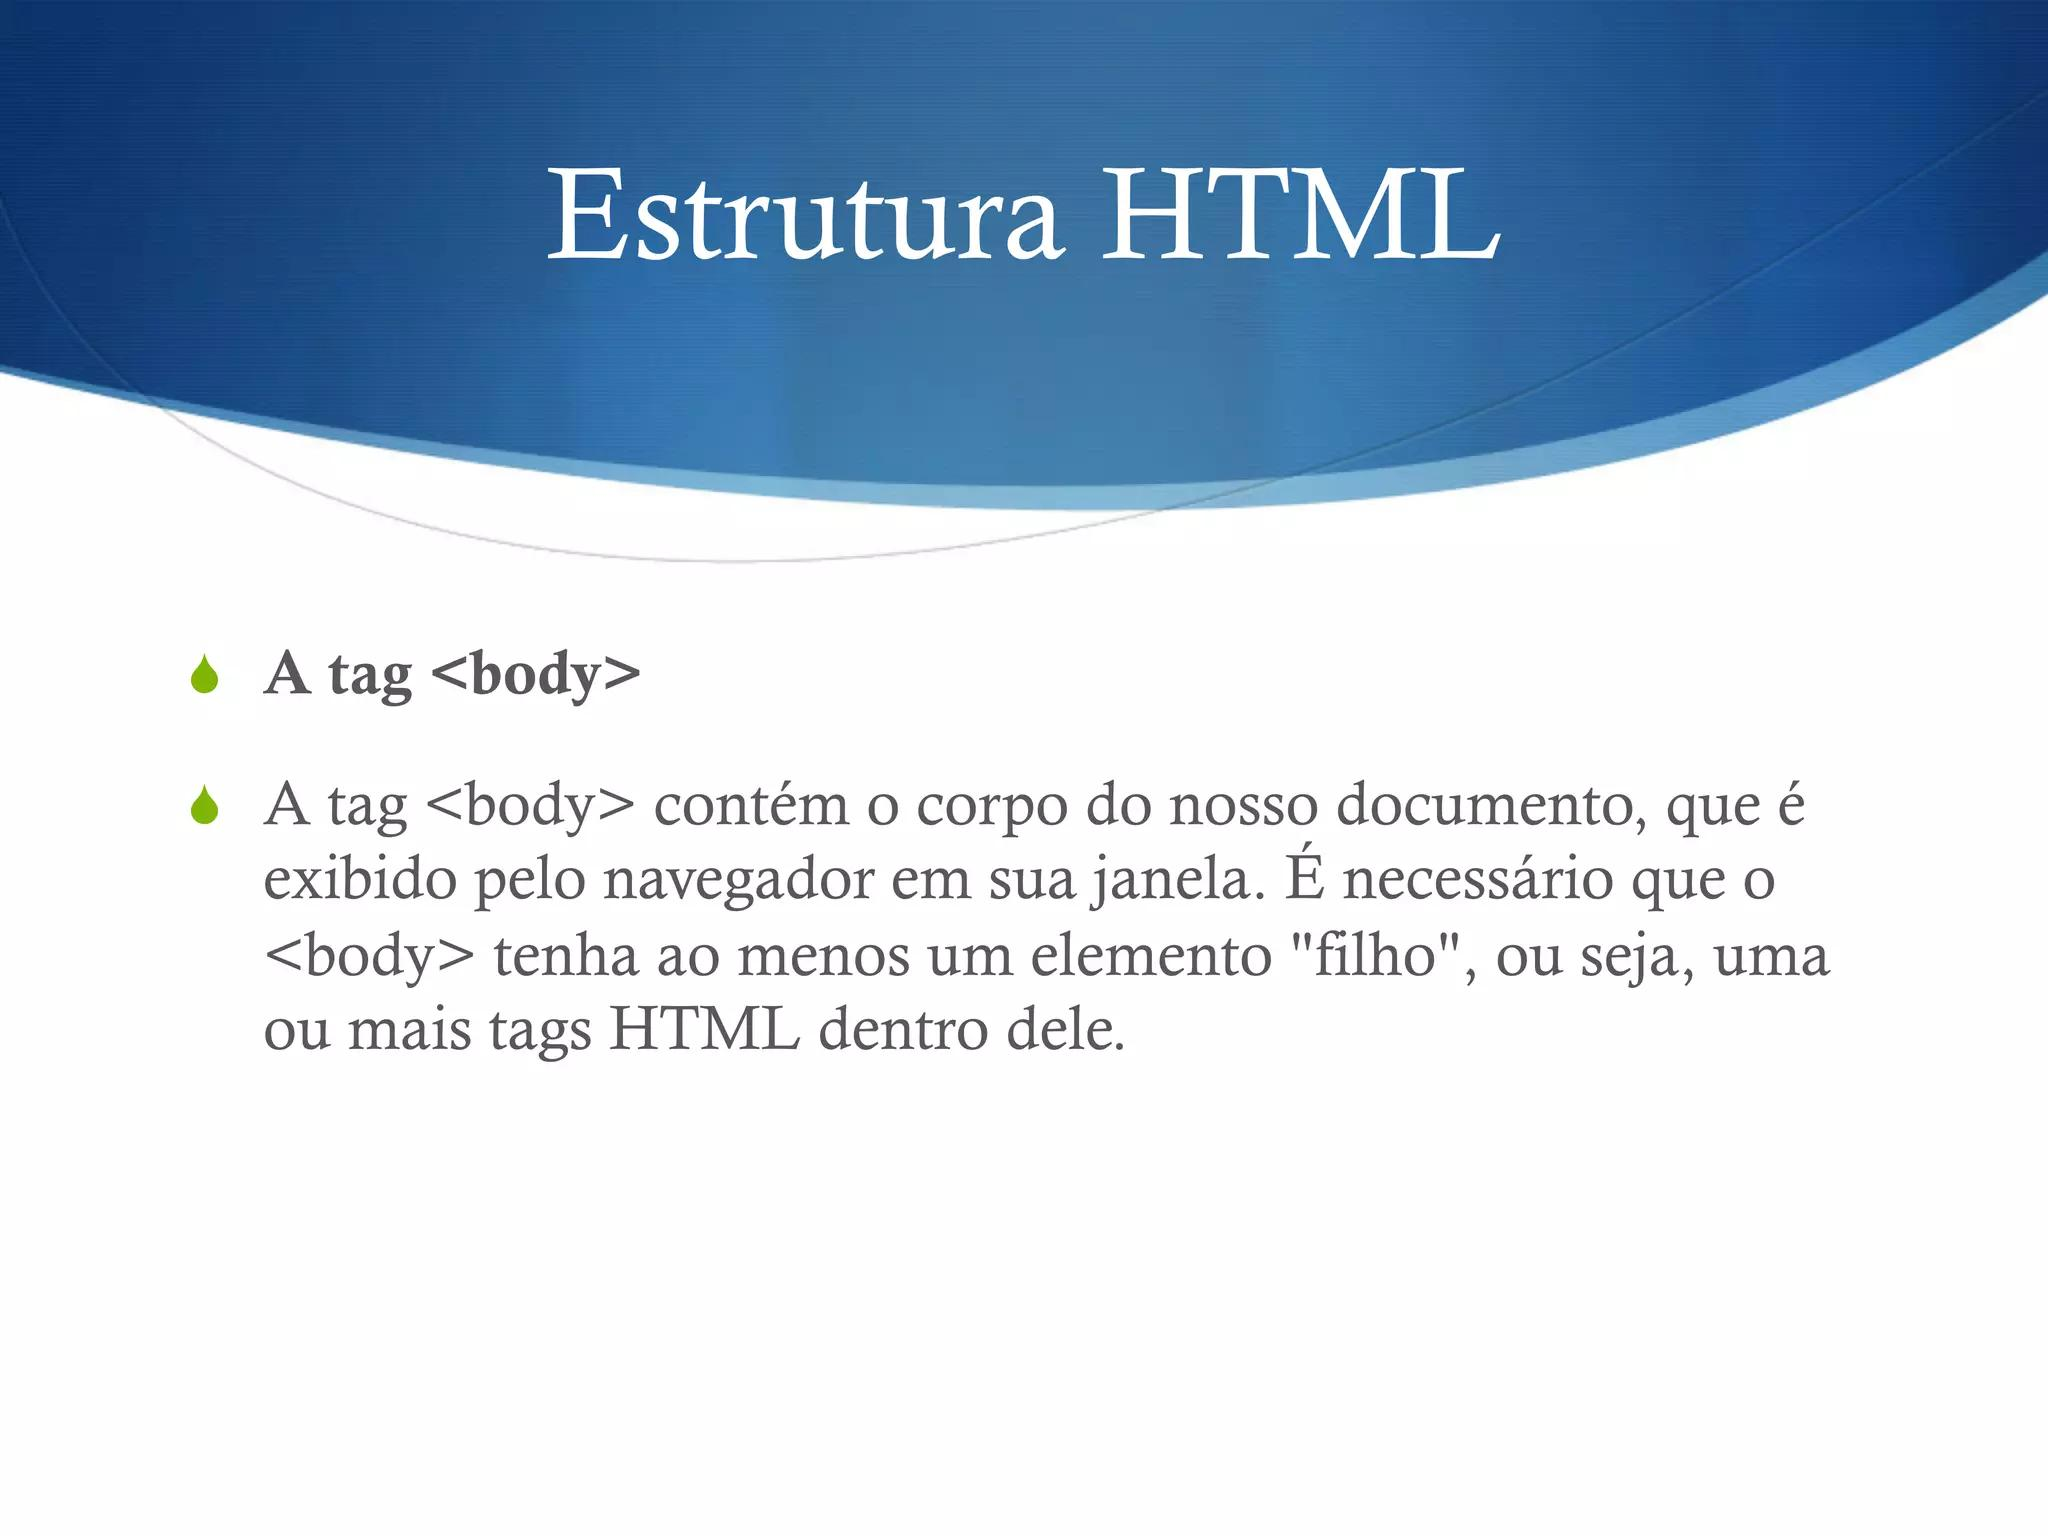 Estrutura HTML
A tag <body>
A tag <body> contém o corpo do nosso documento, que é
exibido pelo navegador em sua janela. É necessário que o
<body> tenha ao menos um elemento "filho", ou seja, uma
ou mais tags HTML dentro dele.